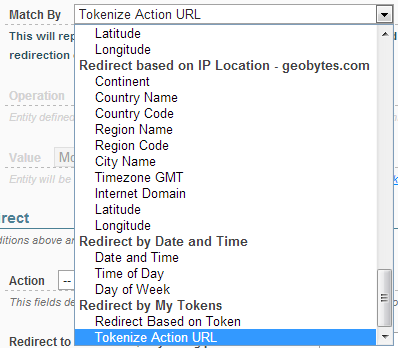 Match By Tokenize Action URL
Latitude
This will rep
Longitude
redirection
Redirect based on IP Location - geobytes.com
Continent
Operation
Country Name
Country Code
Entity define
Region Name
Region Code
Value Mo
City Name
Entity will be
Timezone GMT
Internet Domain
Latitude
rect
Longitude
ditions above a
Redirect by Date and Time
Date and Time
Action --
Time of Day
This fields de
Day of Week
Redirect by My Tokens
Redirect Based on Token
Redirect to
Tokenize Action URL